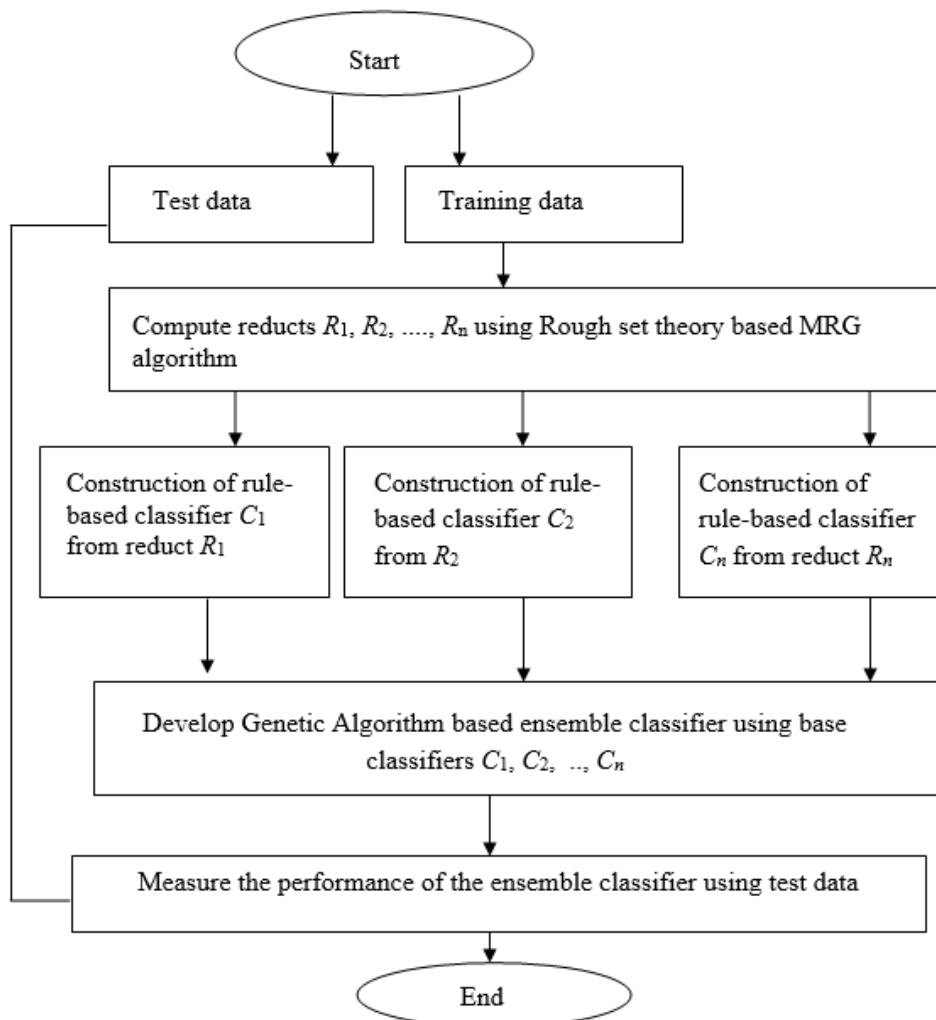 Start
Test data
Training data
Compute reducts R1, R2, ...., Rn using Rough set theory based MRG
algorithm
Construction of rule-
based classifier C1
from reduct R1
Construction of rule-
based classifier C2
from R2
Construction of
rule-based classifier
Cn from reduct Rn
Develop Genetic Algorithm based ensemble classifier using base
classifiers C1, C2, .., Cn
Measure the performance of the ensemble classifier using test data
End